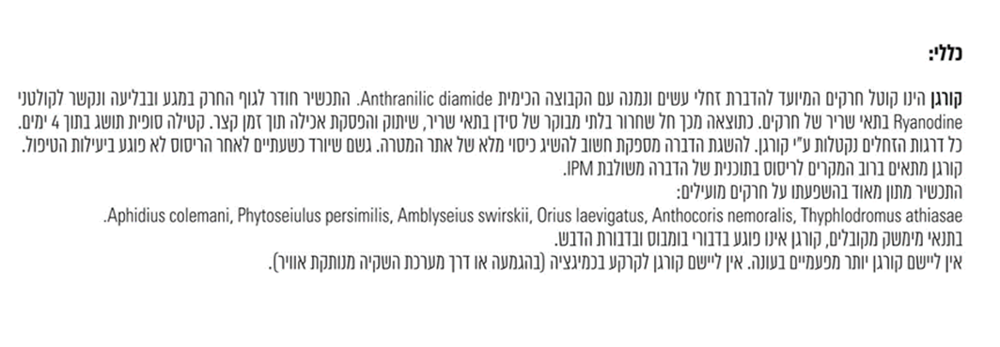 כללי:
קורגן הינו קוטל חרקים המיועד להדברת זחלי עשים ונמנה עם הקבוצה הכימית Anthranilic diamide. התכשיר חודר לגוף החרק במגע ובבליעה ונקשר לקולטני
Ryanodine בתאי שריר של חרקים. כתוצאה מכך חל שחרור בלתי מבוקר של סידן בתאי שריר, שיתוק והפסקת אכילה תוך זמן קצר. קטילה סופית תושג בתוך 4 ימים.
כל דרגות הזחלים נקטלות ע"י קורגן. להשגת הדברה מספקת חשוב להשיג כיסוי מלא של אתר המטרה. גשם שיורד כשעתיים לאחר הריסוס לא פוגע ביעילות הטיפול.
קורגן מתאים ברוב המקרים לריסוס בתוכנית של הדברה משולבת IPM.
התכשיר מתון מאוד בהשפעתו על חרקים מועילים:
Aphidius colemani, Phytoseiulus persimilis, Amblyseius swirskii, Orius laevigatus, Anthocoris nemoralis, Thyphlodromus athiasae.
בתנאי מימשק מקובלים, קורגן אינו פוגע בדבורי בומבוס ובדבורת הדבש.
אין ליישם קורגן יותר מפעמיים בעונה. אין ליישם קורגן לקרקע בכמיגציה (בהגמעה או דרך מערכת השקיה מנותקת אוויר).